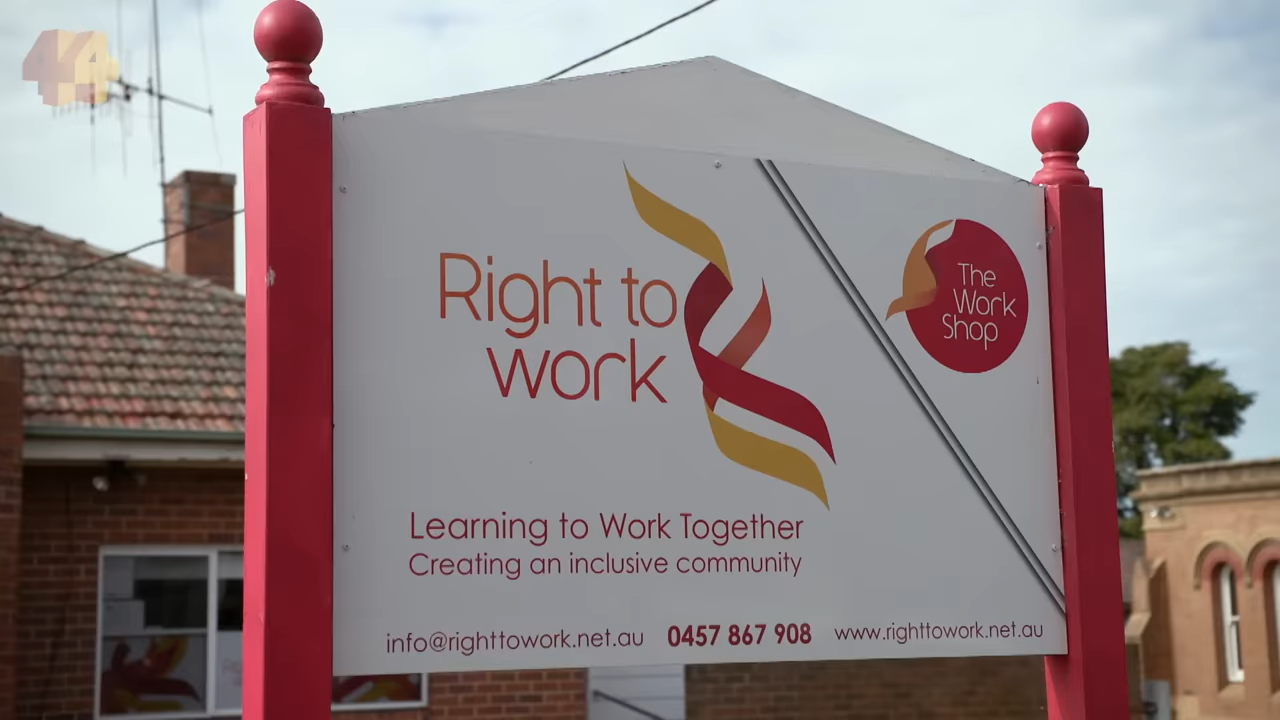 Right to
work
The
Work
Shop
Learning to Work Together
Creating an inclusive community
info@righttowork.net.au 0457 867 908 www.righttowork.net.au